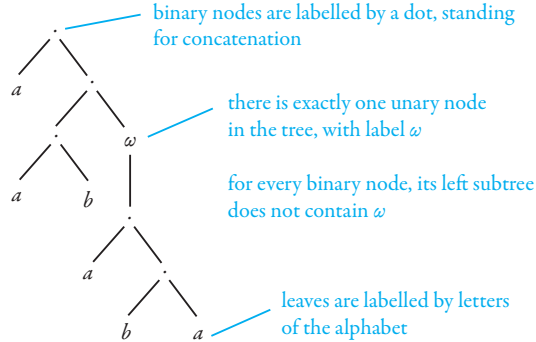 binary nodes are labelled by a dot, standing
for concatenation
.
a
.
there is exactly one unary node
in the tree, with label ω
.
ω
a
b
for every binary node, its left subtree
does not contain ω
.
a
.
leaves are labelled by letters
of the alphabet
b
a